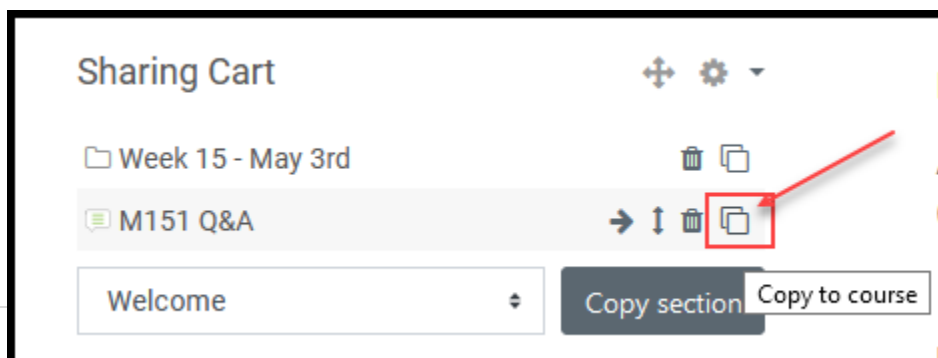 Sharing Cart
Week 15 - May 3rd
M151 Q&A
Welcome
Copy section
Copy to course